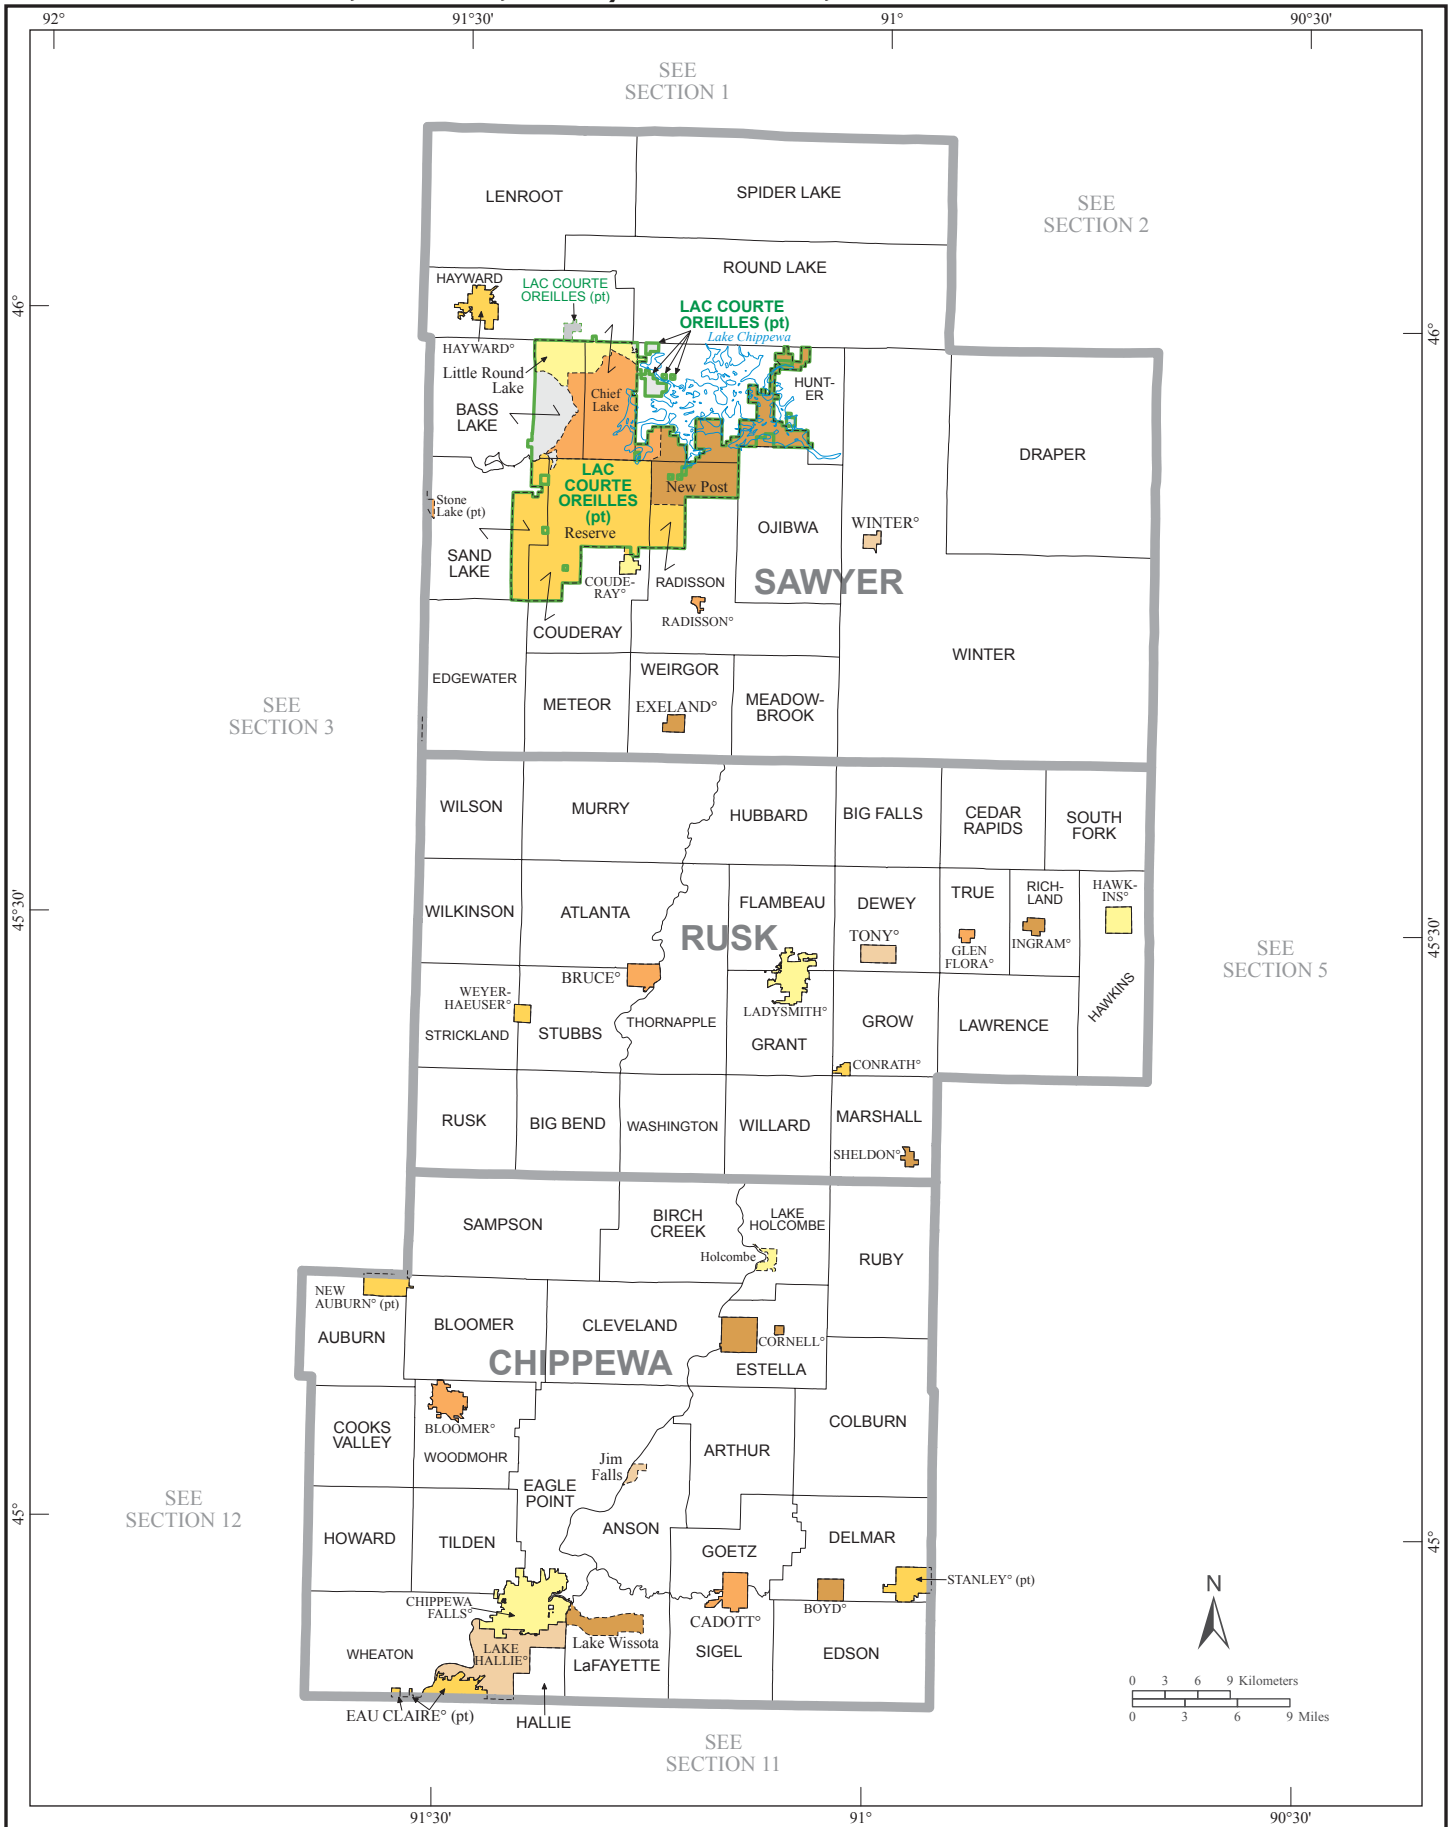 92°
91°30'
91°
90°30'
SEE
SECTION 1
LENROOT
SPIDER LAKE
SEE
SECTION 2
ROUND LAKE
HAYWARD
LAC COURTE
OREILLES (pt)
LAC COURTE
OREILLES (pt)
Lake Chippewa
46°
46°
HAYWARD°
Little Round
Lake
Chief
Lake
HUNT-
ER
BASS
LAKE
DRAPER
LAC
COURTE
OREILLES
(pt)
Reserve
New Post
Stone
Lake (pt)
OJIBWA
WINTER°
SAND
LAKE
COUDE-
RAY°
RADISSON
SAWYER
RADISSON°
COUDERAY
WINTER
EDGEWATER
WEIRGOR
METEOR
EXELAND°
MEADOW-
BROOK
SEE
SECTION 3
WILSON
MURRY
HUBBARD
BIG FALLS
CEDAR
RAPIDS
SOUTH
FORK
45°30'
45°30'
WILKINSON
ATLANTA
FLAMBEAU
DEWEY
TRUE
RICH-
LAND
HAWK-
INS°
RUSK
TONY°
GLEN
FLORA°
INGRAM°
SEE
SECTION 5
BRUCE°
WEYER-
HAEUSER°
STRICKLAND
STUBBS
THORNAPPLE
LADYSMITH°
GRANT
GROW
LAWRENCE
HAWKINS
CONRATH°
RUSK
BIG BEND
WASHINGTON
WILLARD
MARSHALL
SHELDON°
SAMPSON
BIRCH
CREEK
LAKE
HOLCOMBE
Holcombe
RUBY
NEW
AUBURN° (pt)
AUBURN
BLOOMER
CLEVELAND
CORNELL°
CHIPPEWA
ESTELLA
COOKS
VALLEY
BLOOMER°
WOODMOHR
COLBURN
ARTHUR
Jim
Falls
EAGLE
POINT
SEE
SECTION 12
45°
45°
HOWARD
TILDEN
ANSON
GOETZ
DELMAR
STANLEY° (pt)
CHIPPEWA
FALLS°
CADOTT°
BOYD°
WHEATON
LAKE
HALLIE°
Lake Wissota
LaFAYETTE
SIGEL
EDSON
EAU CLAIRE° (pt)
HALLIE
SEE
SECTION 11
N
0 3 6 9 Kilometers
0 3 6 9 Miles
91°30'
91°
90°30'